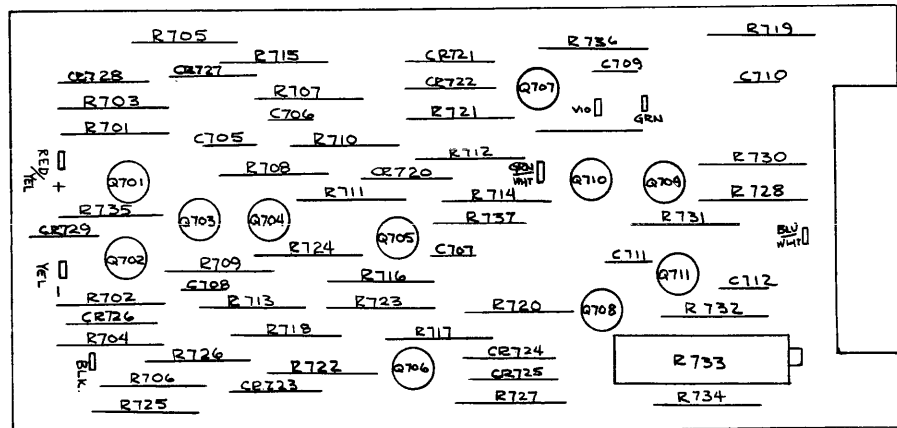 R705
R736
R719
R715
CR721
C709
CR728
CR727
CR722
C710
R707
Q707
R703
C706
R721
VIO
GRN
R701
C705
R710
R712
RED/
YEL
+
Q701
R708
CR720
GRN
WHT
Q710
Q709
R730
R711
R714
R728
R735
Q703
Q704
R737
R731
CR729
Q705
BLU
WHT
Q702
R724
C707
C711
YEL
-
R709
R716
Q711
C708
C712
R702
R713
R723
R720
Q708
R732
CR726
R718
R704
R717
BLK.
R726
CR724
R733
R722
Q706
R706
CR723
CR725
R725
R727
R734